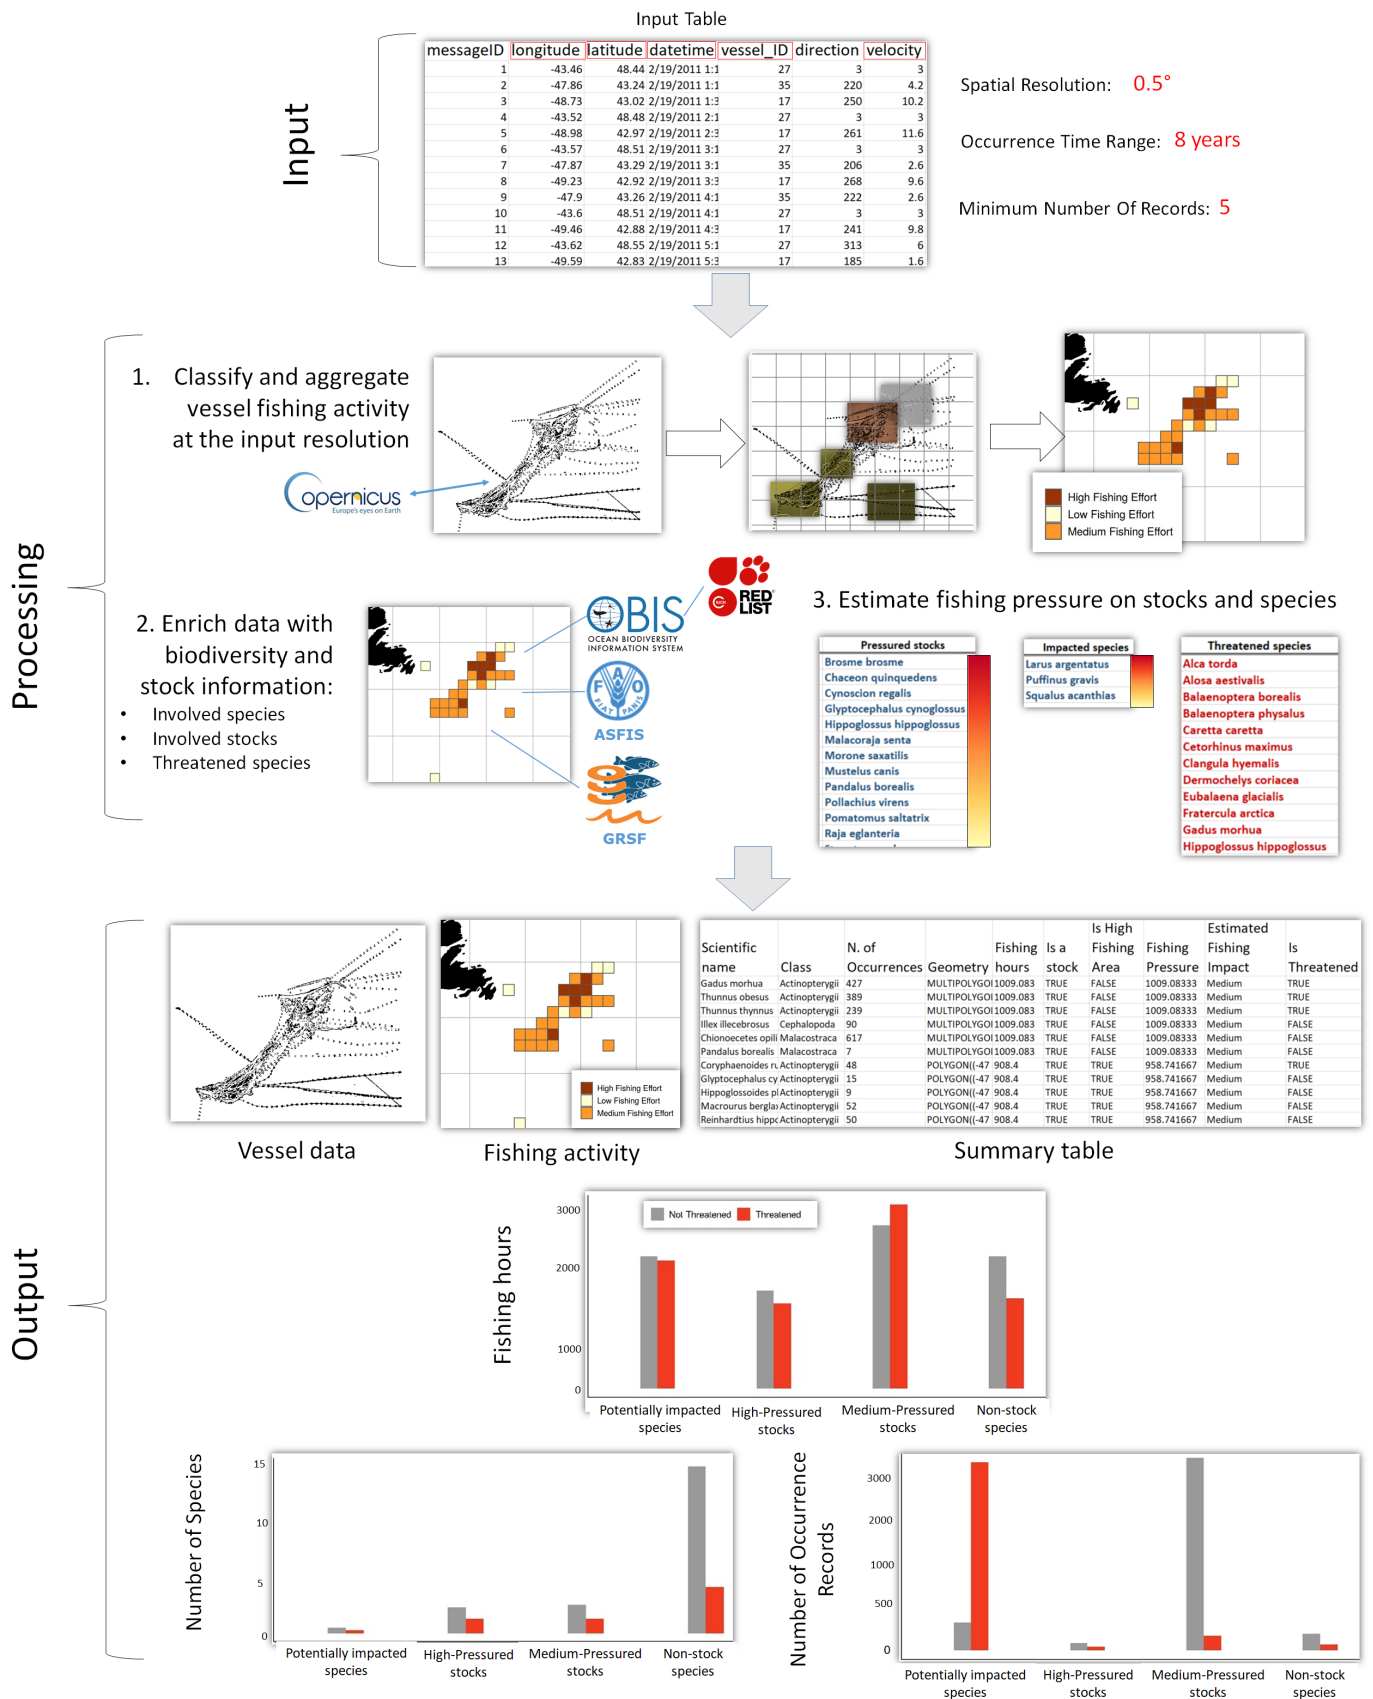 Input Table
Input
messageID longitude latitude datetime vessel_ID direction velocity
1 -43.46 48.44 2/19/2011 1:1 27 3 3
2 -47.86 43.24 2/19/2011 1:1 35 220 4.2
3 -48.73 43.02 2/19/2011 1:3 17 250 10.2
4 -43.52 48.48 2/19/2011 2:1 27 3 3
5 -48.98 42.97 2/19/2011 2:3 17 261 11.6
6 -43.57 48.51 2/19/2011 3:1 27 3 3
7 -47.87 43.29 2/19/2011 3:1 35 206 2.6
8 -49.23 42.92 2/19/2011 3:3 17 268 9.6
9 -47.9 43.26 2/19/2011 4:1 35 222 2.6
10 -43.6 48.51 2/19/2011 4:1 27 3 3
11 -49.46 42.88 2/19/2011 4:3 17 241 9.8
12 -43.62 48.55 2/19/2011 5:1 27 313 6
13 -49.59 42.83 2/19/2011 5:3 17 185 1.6
Spatial Resolution: 0.5°
Occurrence Time Range: 8 years
Minimum Number Of Records: 5
Processing
1. Classify and aggregate
vessel fishing activity
at the input resolution
opernicus
Europe's eyes on Earth
High Fishing Effort
Low Fishing Effort
Medium Fishing Effort
2. Enrich data with
biodiversity and
stock information:
• Involved species
• Involved stocks
• Threatened species
OBIS
OCEAN BIODIVERSITY
INFORMATION SYSTEM
IUCN
RED
LIST
F A O
FIAT PANIS
ASFIS
GRSF
3. Estimate fishing pressure on stocks and species
Pressured stocks
Brosme brosme
Chaceon quinquedens
Cynoscion regalis
Glyptocephalus cynoglossus
Hippoglossus hippoglossus
Malacoraja senta
Morone saxatilis
Mustelus canis
Pandalus borealis
Pollachius virens
Pomatomus saltatrix
Raja eglanteria
Impacted species
Larus argentatus
Puffinus gravis
Squalus acanthias
Threatened species
Alca torda
Alosa aestivalis
Balaenoptera borealis
Balaenoptera physalus
Caretta caretta
Cetorhinus maximus
Clangula hyemalis
Dermochelys coriacea
Eubalaena glacialis
Fratercula arctica
Gadus morhua
Hippoglossus hippoglossus
Output
High Fishing Effort
Low Fishing Effort
Medium Fishing Effort
Vessel data
Fishing activity
Is High Estimated
Scientific N. of Fishing Is a Fishing Fishing Fishing Is
name Class Occurrences Geometry hours stock Area Pressure Impact Threatened
Gadus morhua Actinopterygii 427 MULTIPOLYGOI 1009.083 TRUE FALSE 1009.08333 Medium TRUE
Thunnus obesus Actinopterygii 389 MULTIPOLYGOI 1009.083 TRUE FALSE 1009.08333 Medium TRUE
Thunnus thynnus Actinopterygii 239 MULTIPOLYGOI 1009.083 TRUE FALSE 1009.08333 Medium TRUE
Illex illecebrosus Cephalopoda 90 MULTIPOLYGOI 1009.083 TRUE FALSE 1009.08333 Medium FALSE
Chionoecetes opili Malacostraca 617 MULTIPOLYGOI 1009.083 TRUE FALSE 1009.08333 Medium FALSE
Pandalus borealis Malacostraca 7 MULTIPOLYGOI 1009.083 TRUE FALSE 1009.08333 Medium FALSE
Coryphaenoides ru Actinopterygii 48 POLYGON((-47 908.4 TRUE TRUE 958.741667 Medium TRUE
Glyptocephalus cy Actinopterygii 15 POLYGON((-47 908.4 TRUE TRUE 958.741667 Medium FALSE
Hippoglossoides pl Actinopterygii 9 POLYGON((-47 908.4 TRUE TRUE 958.741667 Medium FALSE
Macrourus bergla Actinopterygii 52 POLYGON((-47 908.4 TRUE TRUE 958.741667 Medium FALSE
Reinhardtius hippo Actinopterygii 50 POLYGON((-47 908.4 TRUE TRUE 958.741667 Medium FALSE
Summary table
Fishing hours
3000
2000
1000
0
Not Threatened Threatened
Potentially impacted species
High-Pressured stocks
Medium-Pressured stocks
Non-stock species
Number of Species
15
10
5
0
Potentially impacted species
High-Pressured stocks
Medium-Pressured stocks
Non-stock species
Number of Occurrence
Records
3000
2000
1000
500
0
Potentially impacted species
High-Pressured stocks
Medium-Pressured stocks
Non-stock species